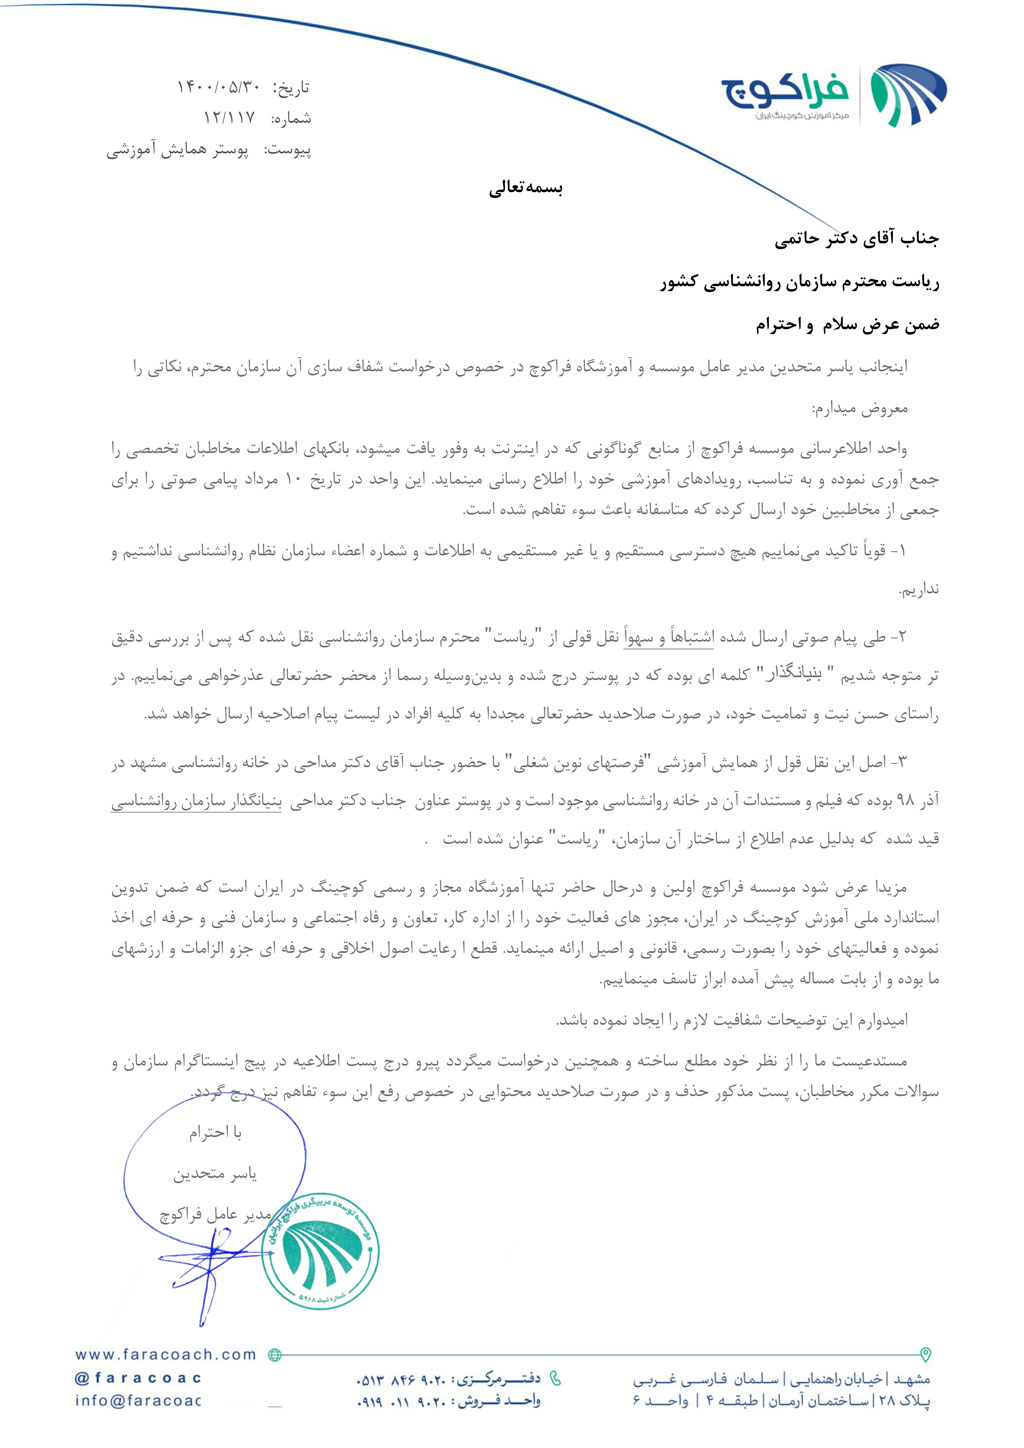 فراکوچ
مرکز آموزش کوچینگ ایران
تاریخ: ۱۴۰۰/۰۵/۳۰
شماره: ۱۲/۱۱۷
پیوست: پوستر همایش آموزشی
بسمه‌تعالی
جناب آقای دکتر حاتمی
ریاست محترم سازمان روانشناسی کشور
ضمن عرض سلام و احترام
اینجانب یاسر متحدین مدیر عامل موسسه و آموزشگاه فراکوچ در خصوص درخواست شفاف سازی آن سازمان محترم، نکاتی را
معروض میدارم:
واحد اطلاعرسانی موسسه فراکوچ از منابع گوناگونی که در اینترنت به وفور یافت میشود، بانکهای اطلاعات مخاطبان تخصصی را
جمع آوری نموده و به تناسب، رویدادهای آموزشی خود را اطلاع رسانی مینماید. این واحد در تاریخ ۱۰ مرداد پیامی صوتی را برای
جمعی از مخاطبین خود ارسال کرده که متاسفانه باعث سوء تفاهم شده است.
۱- قویاً تاکید می‌نماییم هیچ دسترسی مستقیم و یا غیر مستقیمی به اطلاعات و شماره اعضاء سازمان نظام روانشناسی نداشتیم و
نداریم.
۲- طی پیام صوتی ارسال شده اشتباهاً و سهواً نقل قولی از "ریاست" محترم سازمان روانشناسی نقل شده که پس از بررسی دقیق
تر متوجه شدیم " بنیانگذار" کلمه ای بوده که در پوستر درج شده و بدین‌وسیله رسما از محضر حضرتعالی عذرخواهی می‌نماییم. در
راستای حسن نیت و تمامیت خود، در صورت صلاحدید حضرتعالی مجددا به کلیه افراد در لیست پیام اصلاحیه ارسال خواهد شد.
۳- اصل این نقل قول از همایش آموزشی "فرصتهای نوین شغلی" با حضور جناب آقای دکتر مداحی در خانه روانشناسی مشهد در
آذر ۹۸ بوده که فیلم و مستندات آن در خانه روانشناسی موجود است و در پوستر عناون جناب دکتر مداحی بنیانگذار سازمان روانشناسی
قید شده که بدلیل عدم اطلاع از ساختار آن سازمان، "ریاست" عنوان شده است .
مزیدا عرض شود موسسه فراکوچ اولین و درحال حاضر تنها آموزشگاه مجاز و رسمی کوچینگ در ایران است که ضمن تدوین
استاندارد ملی آموزش کوچینگ در ایران، مجوز های فعالیت خود را از اداره کار، تعاون و رفاه اجتماعی و سازمان فنی و حرفه ای اخذ
نموده و فعالیتهای خود را بصورت رسمی، قانونی و اصیل ارائه مینماید. قطع ا رعایت اصول اخلاقی و حرفه ای جزو الزامات و ارزشهای
ما بوده و از بابت مساله پیش آمده ابراز تاسف مینماییم.
امیدوارم این توضیحات شفافیت لازم را ایجاد نموده باشد.
مستدعیست ما را از نظر خود مطلع ساخته و همچنین درخواست میگردد پیرو درج پست اطلاعیه در پیج اینستاگرام سازمان و
سوالات مکرر مخاطبان، پست مذکور حذف و در صورت صلاحدید محتوایی در خصوص رفع این سوء تفاهم نیز درج گردد.
با احترام
یاسر متحدین
مدیر عامل فراکوچ
موسسه توسعه مربیگری فراکوچ ایرانیان
شماره ثبت ۵۹۲۸
www.faracoach.com
@faracoac
info@faracoac
دفتر مرکزی: ۰۵۱۳ ۸۴۶ ۹۰۲۰
واحد فروش: ۰۹۱۹ ۰۱۱ ۹۰۲۰
مشهد | خیابان راهنمایی | سلمان فارسی غربی
پلاک ۲۸ | ساختمان آرمان | طبقه ۴ | واحد ۶